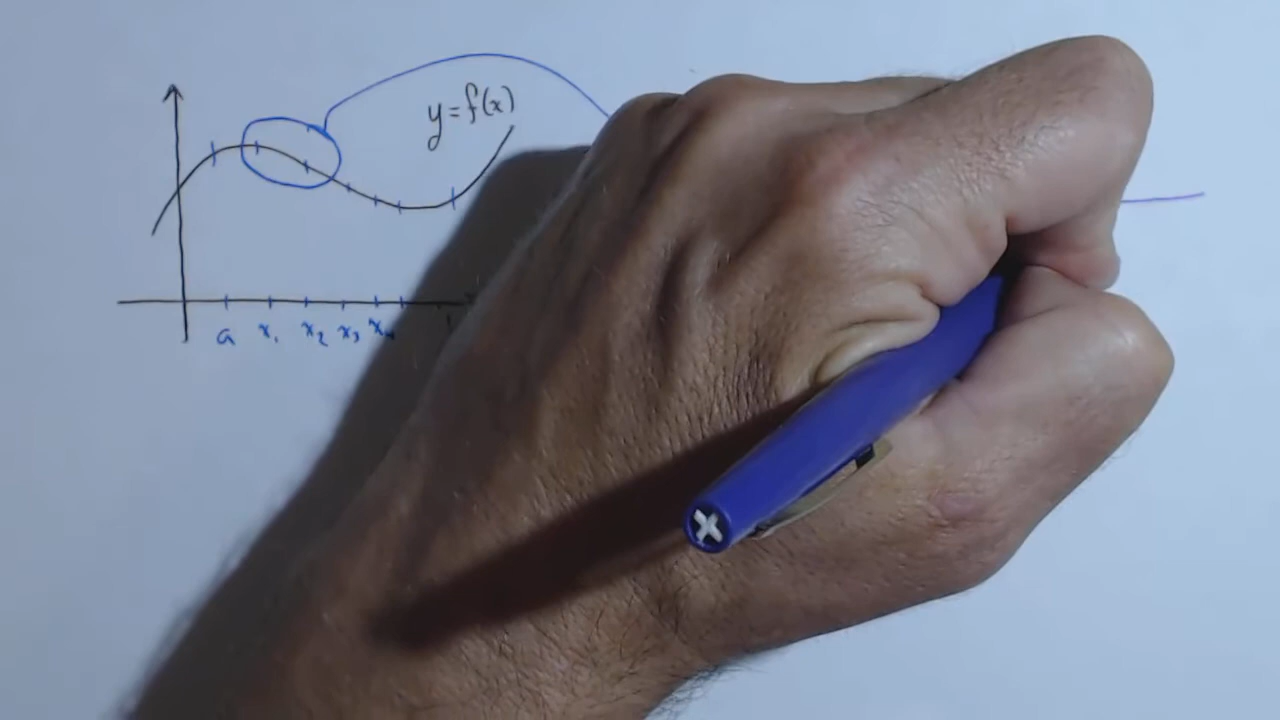 y=f(x)
a x₁ x₂ x₃ x₄